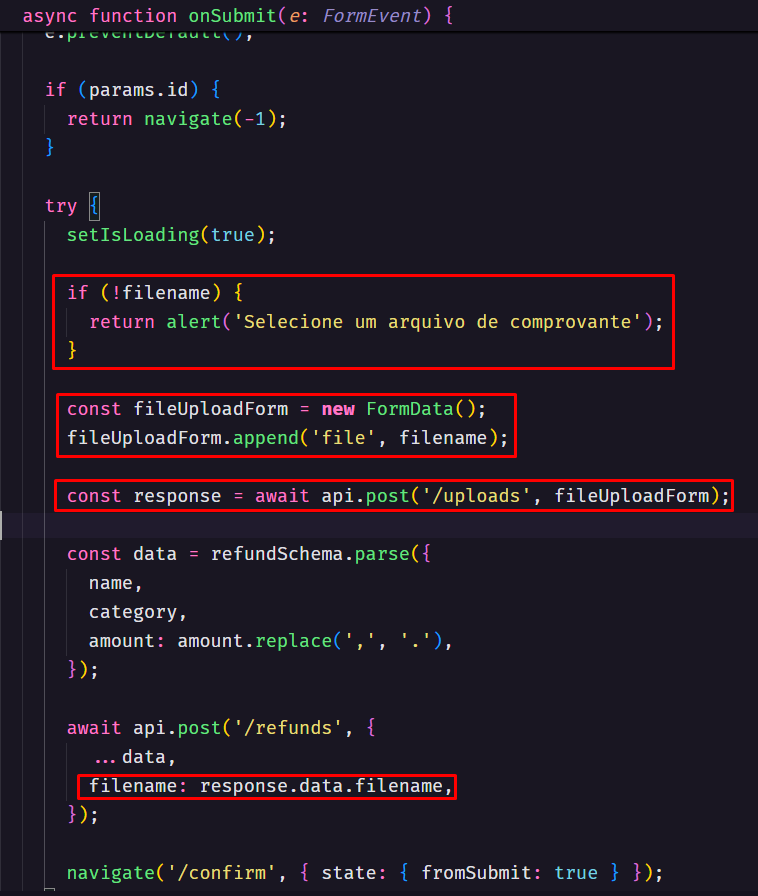 async function onSubmit(e: FormEvent) {
e.preventDefault();
if (params.id) {
return navigate(-1);
}
try {
setIsLoading(true);
if (!filename) {
return alert('Selecione um arquivo de comprovante');
}
const fileUploadForm = new FormData();
fileUploadForm.append('file', filename);
const response = await api.post('/uploads', fileUploadForm);
const data = refundSchema.parse({
name,
category,
amount: amount.replace(',', '.'),
});
await api.post('/refunds', {
...data,
filename: response.data.filename,
});
navigate('/confirm', { state: { fromSubmit: true } });